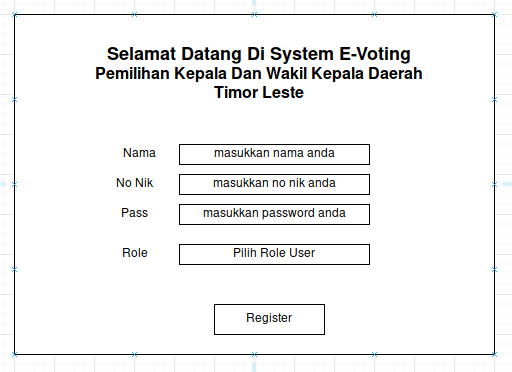 Selamat Datang Di System E-Voting
Pemilihan Kepala Dan Wakil Kepala Daerah
Timor Leste
Nama masukkan nama anda
No Nik masukkan no nik anda
Pass masukkan password anda
Role Pilih Role User
Register